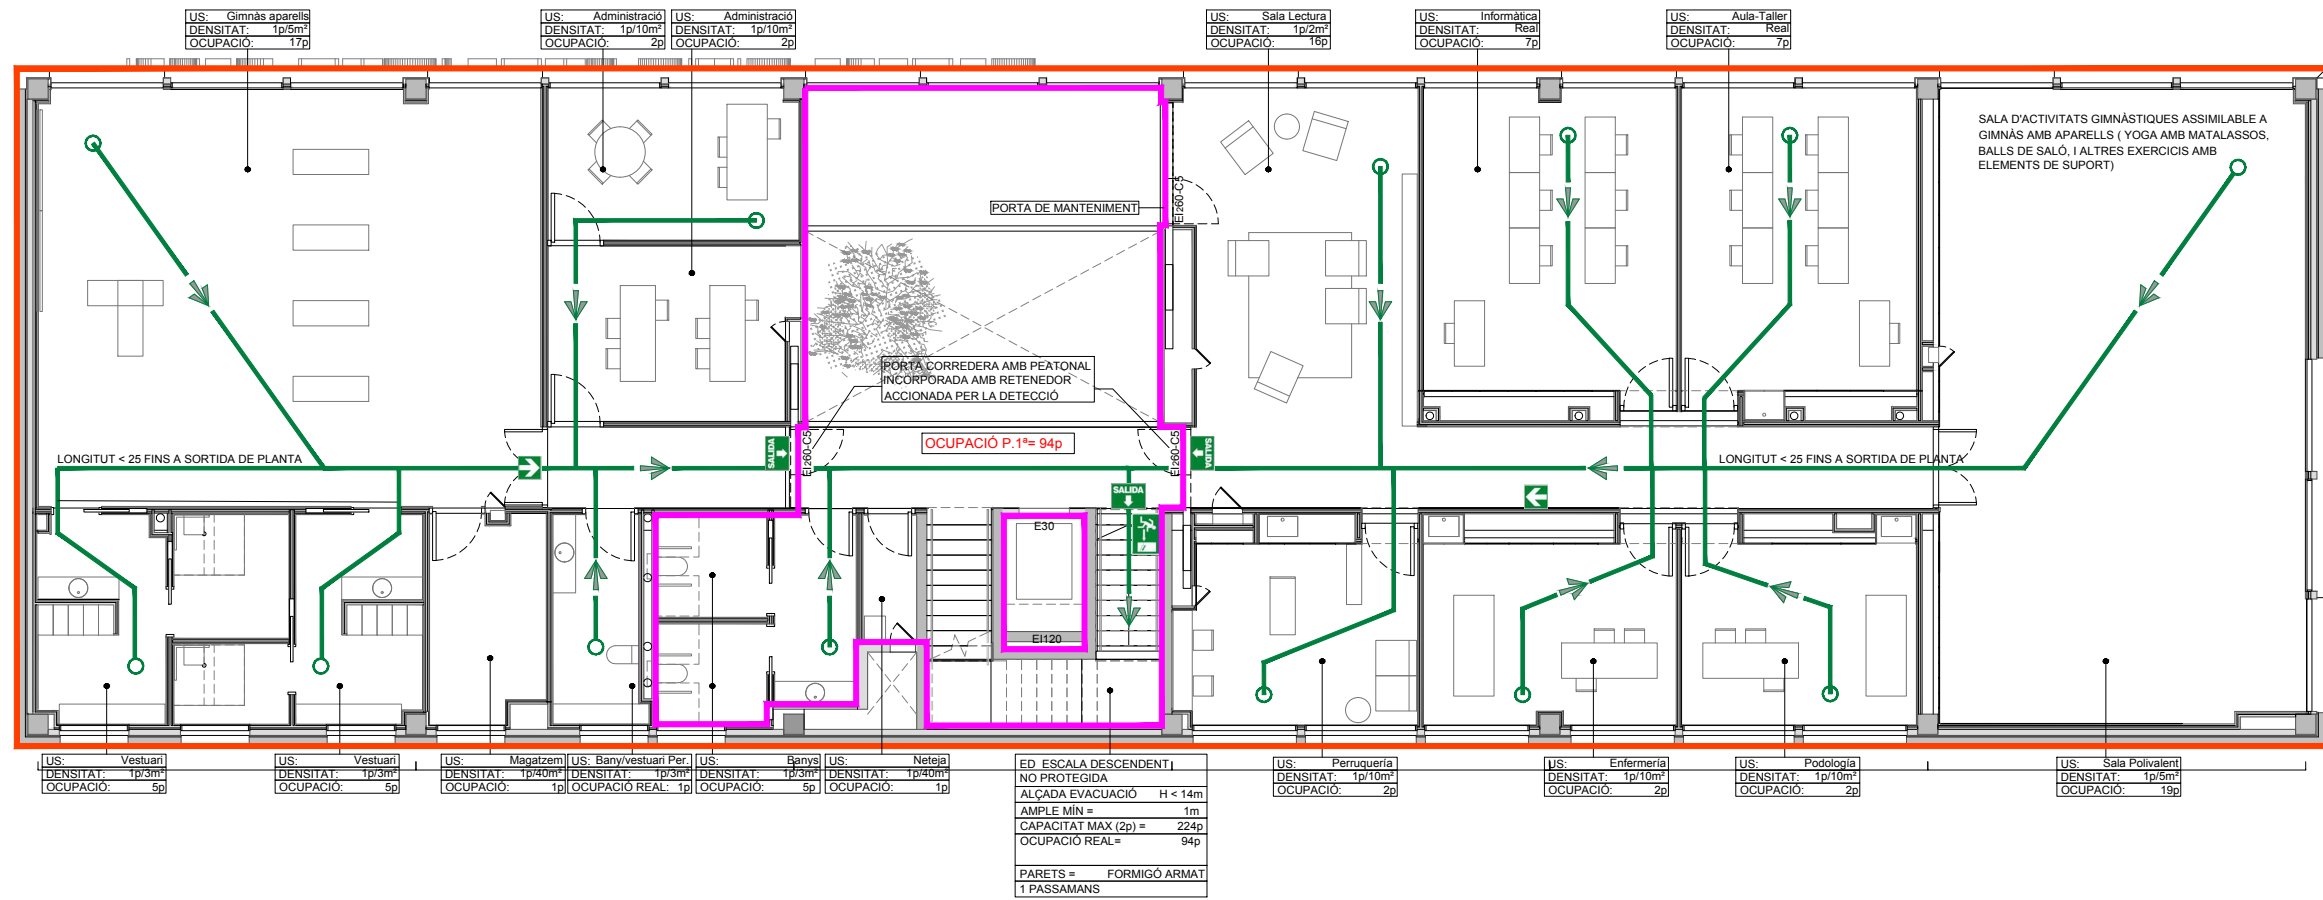 US: Gimnàs aparells
DENSITAT: 1p/5m²
OCUPACIÓ: 17p
US: Administració
DENSITAT: 1p/10m²
OCUPACIÓ: 2p
US: Administració
DENSITAT: 1p/10m²
OCUPACIÓ: 2p
US: Sala Lectura
DENSITAT: 1p/2m²
OCUPACIÓ: 16p
US: Informàtica
DENSITAT: Real
OCUPACIÓ: 7p
US: Aula-Taller
DENSITAT: Real
OCUPACIÓ: 7p
SALA D'ACTIVITATS GIMNÀSTIQUES ASSIMILABLE A
GIMNÀS AMB APARELLS ( YOGA AMB MATALASSOS,
BALLS DE SALÓ, I ALTRES EXERCICIS AMB
ELEMENTS DE SUPORT)
PORTA DE MANTENIMENT
EI260-C5
PORTA CORREDERA AMB PEATONAL
INCORPORADA AMB RETENEDOR
ACCIONADA PER LA DETECCIÓ
OCUPACIÓ P.1ª= 94p
SALIDA
EI260-C5
EI260-C5
SALIDA
LONGITUT < 25 FINS A SORTIDA DE PLANTA
LONGITUT < 25 FINS A SORTIDA DE PLANTA
SALIDA
E30
EI120
US: Vestuari
DENSITAT: 1p/3m²
OCUPACIÓ: 5p
US: Vestuari
DENSITAT: 1p/3m²
OCUPACIÓ: 5p
US: Magatzem
DENSITAT: 1p/40m²
OCUPACIÓ: 1p
US: Bany/vestuari Per.
DENSITAT: 1p/3m²
OCUPACIÓ REAL: 1p
US: Banys
DENSITAT: 1p/3m²
OCUPACIÓ: 5p
US: Neteja
DENSITAT: 1p/40m²
OCUPACIÓ: 1p
ED ESCALA DESCENDENT
NO PROTEGIDA
ALÇADA EVACUACIÓ H < 14m
AMPLE MÍN = 1m
CAPACITAT MAX (2p) = 224p
OCUPACIÓ REAL= 94p
PARETS = FORMIGÓ ARMAT
1 PASSAMANS
US: Perruquería
DENSITAT: 1p/10m²
OCUPACIÓ: 2p
US: Enfermería
DENSITAT: 1p/10m²
OCUPACIÓ: 2p
US: Podología
DENSITAT: 1p/10m²
OCUPACIÓ: 2p
US: Sala Polivalent
DENSITAT: 1p/5m²
OCUPACIÓ: 19p